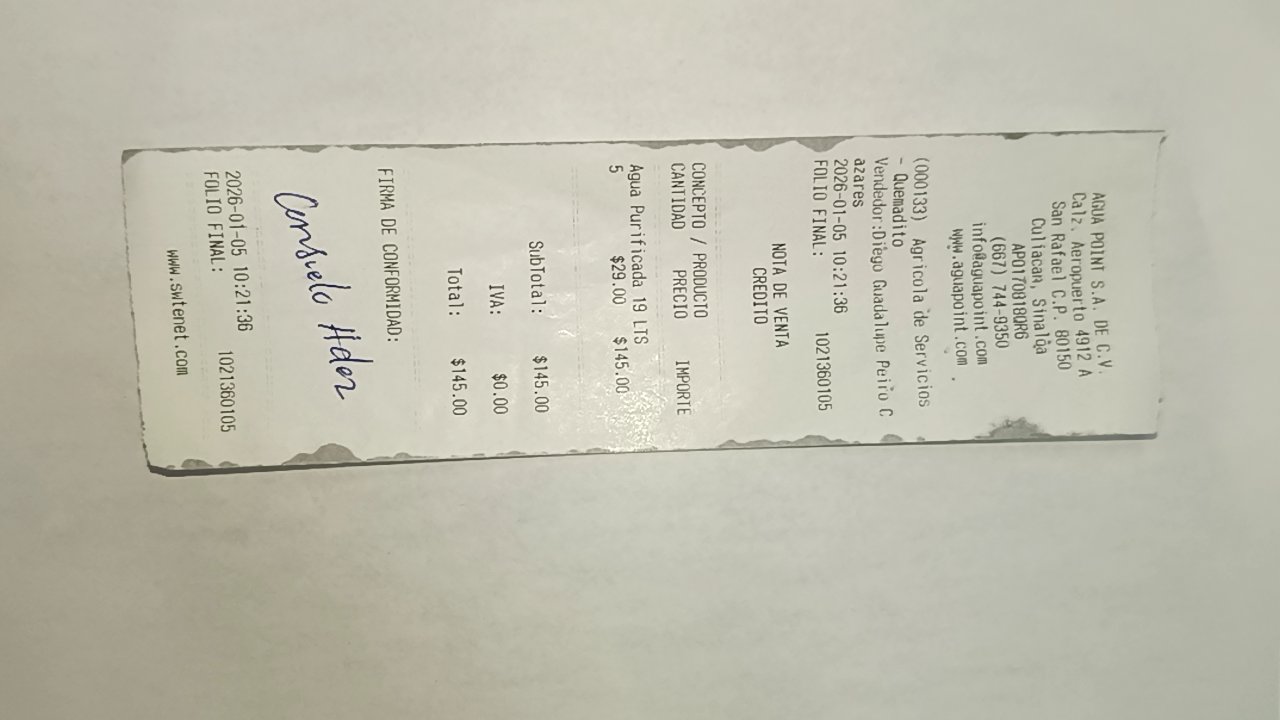 AGUA POINT S.A. DE C.V.
Calz. Aeropuerto 4912 A
San Rafael C.P. 80150
Culiacan, Sinaloa
APO170818QR6
(667) 744-9350
info@aguapoint.com
www.aguapoint.com
(000133) Agricola de Servicios
- Quemadito
Vendedor:Diego Guadalupe Peiro C
azares
2026-01-05 10:21:36
FOLIO FINAL: 1021360105
NOTA DE VENTA
CREDITO
CONCEPTO / PRODUCTO
CANTIDAD PRECIO IMPORTE
Agua Purificada 19 LTS
5 $29.00 $145.00
SubTotal: $145.00
IVA: $0.00
Total: $145.00
FIRMA DE CONFORMIDAD:
Consuelo Hdez
2026-01-05 10:21:36
FOLIO FINAL: 1021360105
www.swtenet.com